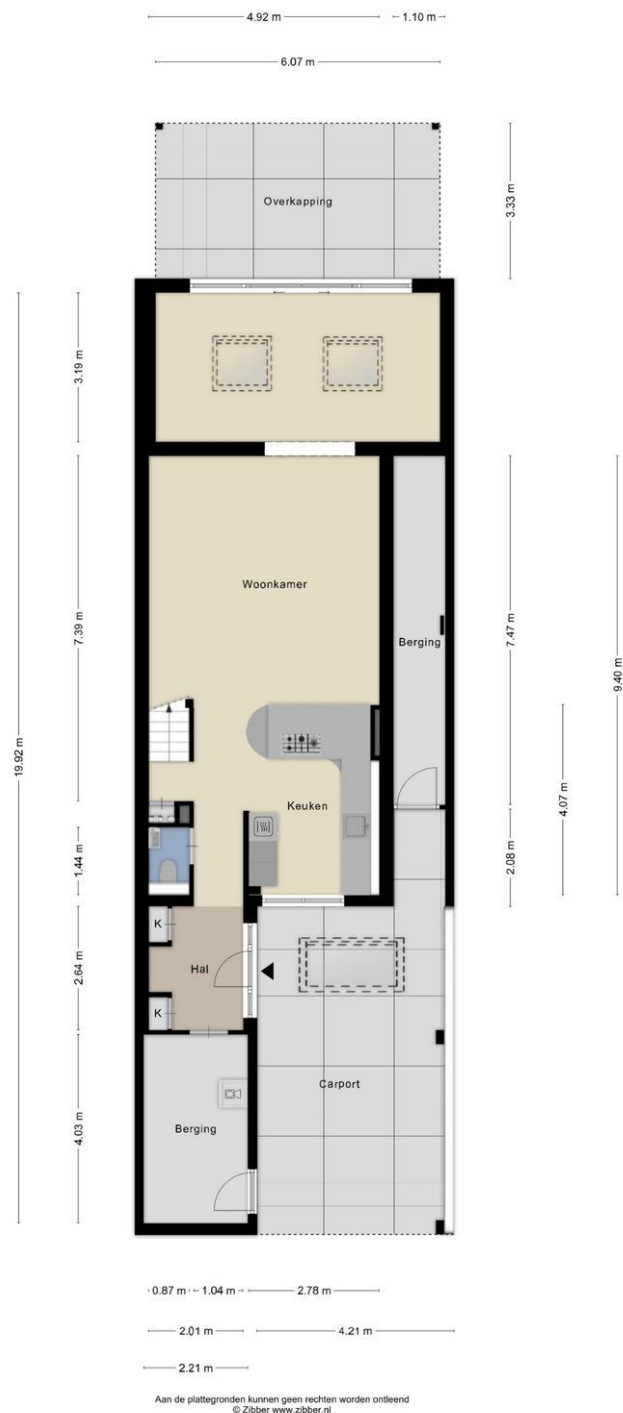 4.92 m
1.10 m
6.07 m
Overkapping
3.33 m
3.19 m
Woonkamer
7.39 m
7.47 m
Berging
9.40 m
19.92 m
Keuken
4.07 m
1.44 m
2.08 m
K
Hal
2.64 m
K
Carport
Berging
4.03 m
0.87 m
1.04 m
2.78 m
2.01 m
4.21 m
2.21 m
Aan de plattegronden kunnen geen rechten worden ontleend
© Zibber www.zibber.nl